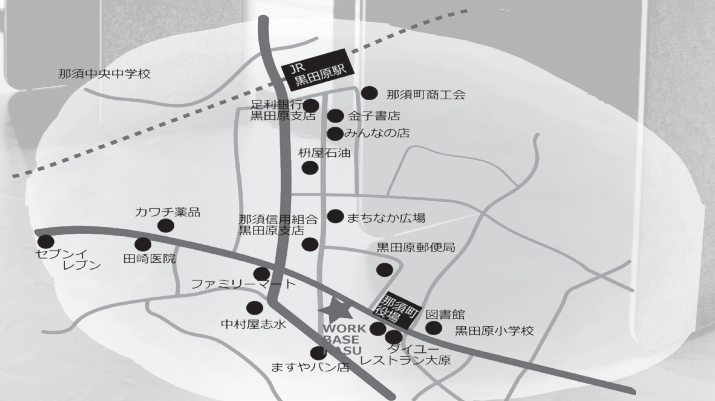 JR
黒田原駅
那須中央中学校
那須町商工会
足利銀行
黒田原支店
金子書店
みんなの店
枡屋石油
カワチ薬品
那須信用組合
黒田原支店
まちなか広場
セブンイ
レブン
田崎医院
黒田原郵便局
ファミリーマート
那須町
役場
図書館
中村屋志水
WORK
BASE
NASU
黒田原小学校
ダイユー
レストラン大原
ますやパン店